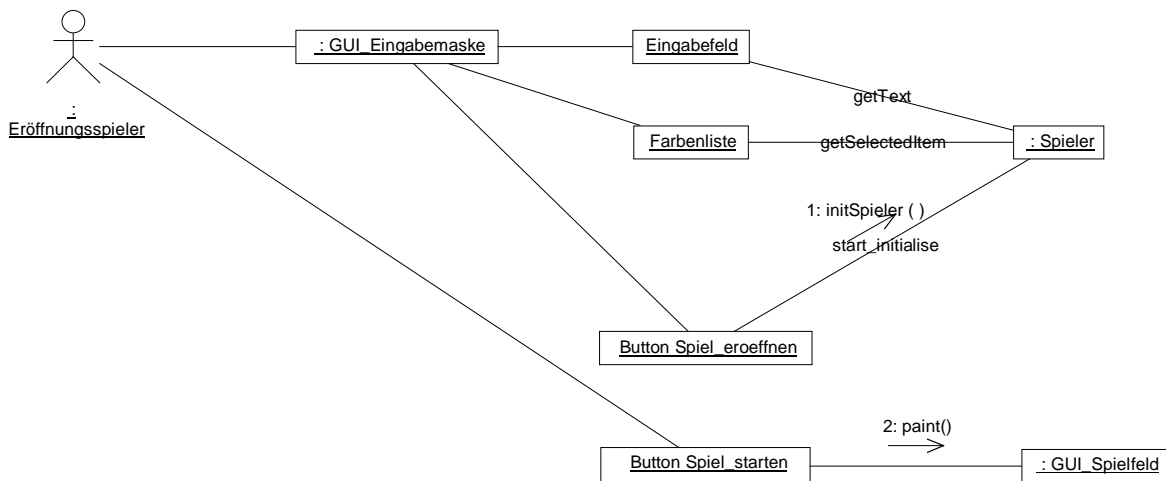 : GUI_Eingabemaske
Eingabefeld
:
Eröffnungsspieler
getText
Farbenliste
getSelectedItem
: Spieler
1: initSpieler ( )
start_initialise
Button Spiel_eroeffnen
2: paint()
Button Spiel_starten
: GUI_Spielfeld